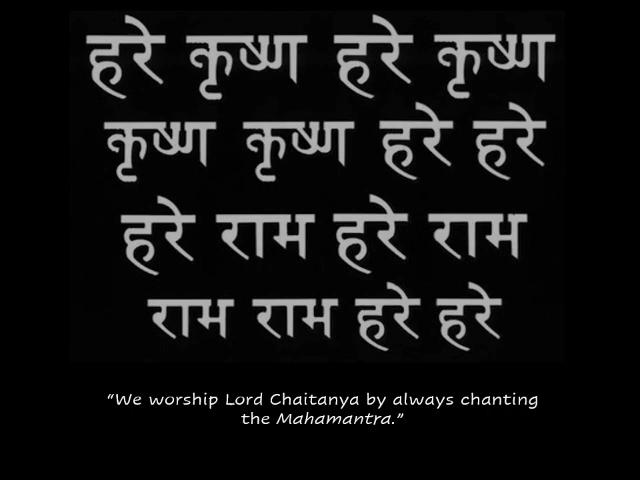 हरे कृष्ण हरे कृष्ण
कृष्ण कृष्ण हरे हरे
हरे राम हरे राम
राम राम हरे हरे
“We worship Lord Chaitanya by always chanting
the Mahamantra.”